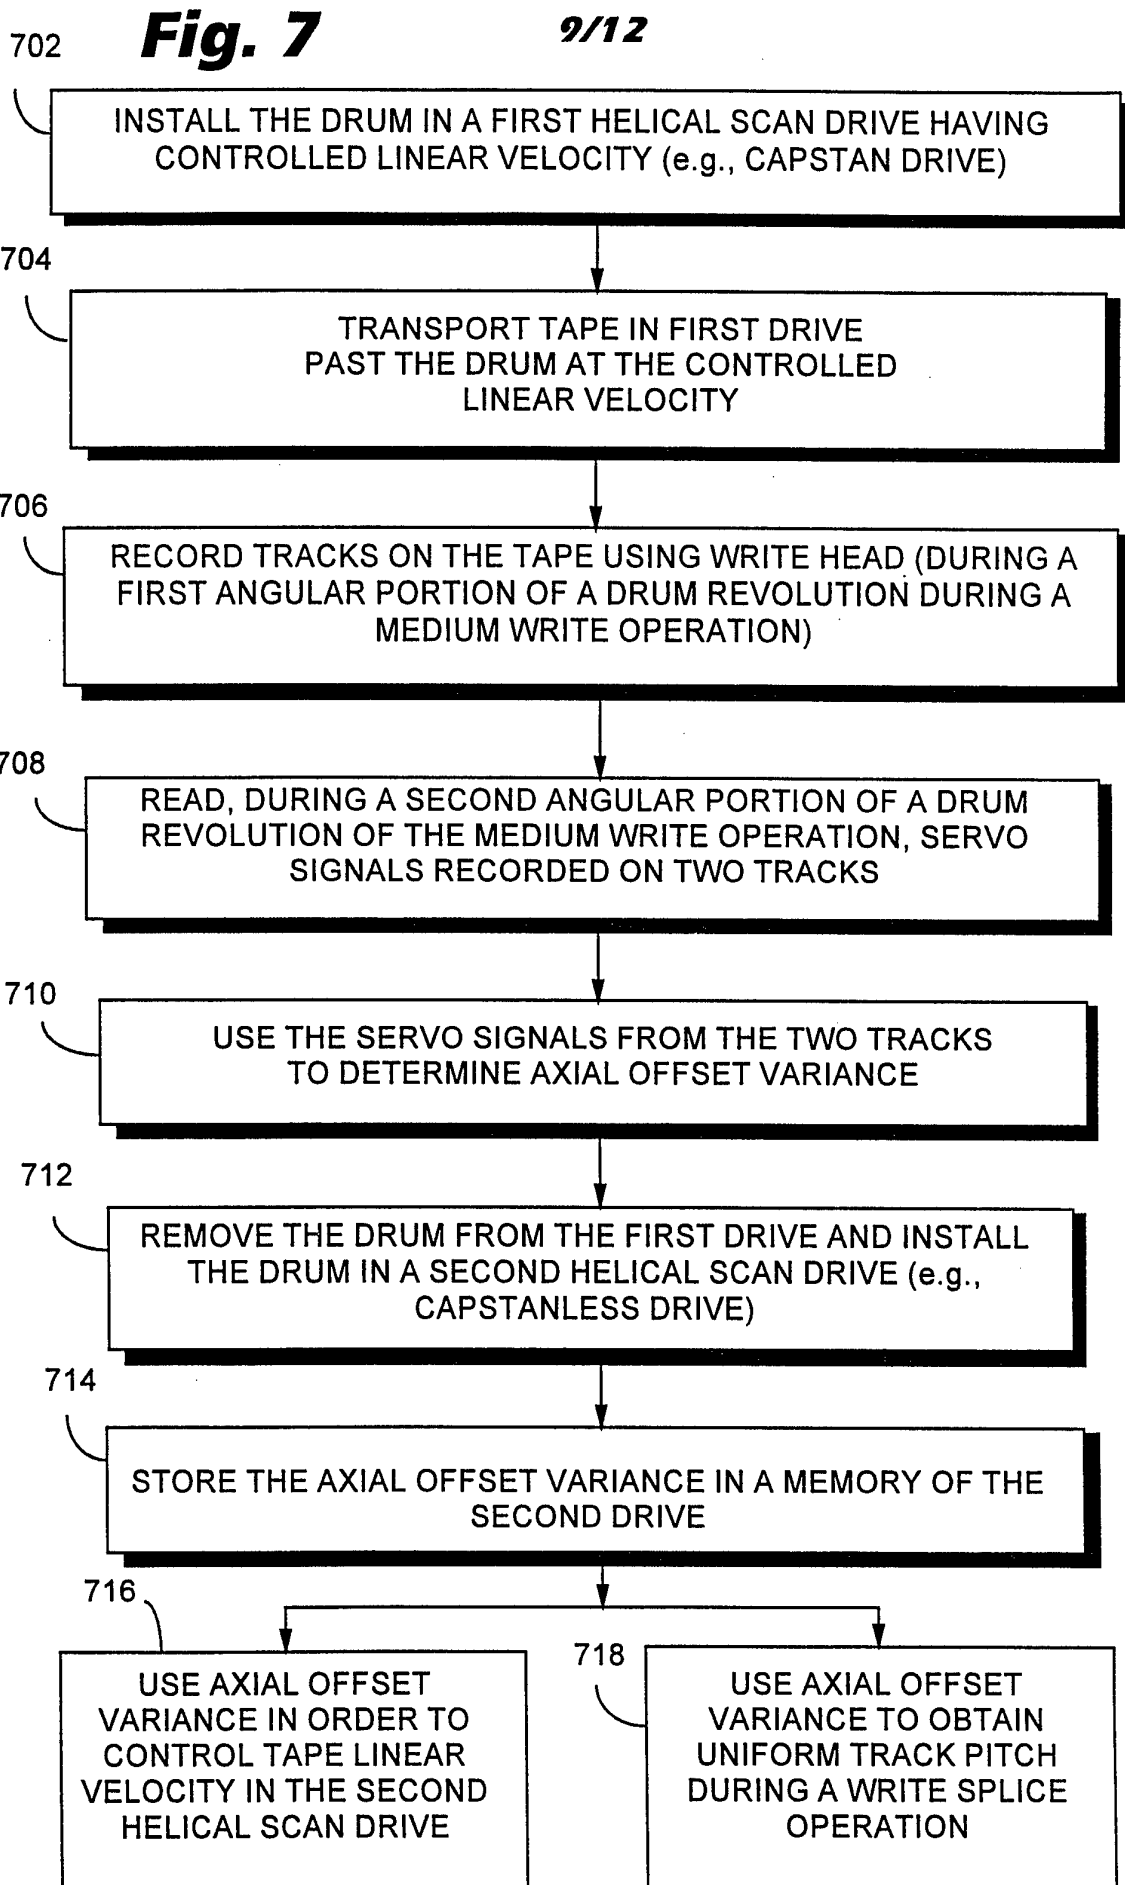 Fig. 7
9/12
702
INSTALL THE DRUM IN A FIRST HELICAL SCAN DRIVE HAVING
CONTROLLED LINEAR VELOCITY (e.g., CAPSTAN DRIVE)
704
TRANSPORT TAPE IN FIRST DRIVE
PAST THE DRUM AT THE CONTROLLED
LINEAR VELOCITY
706
RECORD TRACKS ON THE TAPE USING WRITE HEAD (DURING A
FIRST ANGULAR PORTION OF A DRUM REVOLUTION DURING A
MEDIUM WRITE OPERATION)
708
READ, DURING A SECOND ANGULAR PORTION OF A DRUM
REVOLUTION OF THE MEDIUM WRITE OPERATION, SERVO
SIGNALS RECORDED ON TWO TRACKS
710
USE THE SERVO SIGNALS FROM THE TWO TRACKS
TO DETERMINE AXIAL OFFSET VARIANCE
712
REMOVE THE DRUM FROM THE FIRST DRIVE AND INSTALL
THE DRUM IN A SECOND HELICAL SCAN DRIVE (e.g.,
CAPSTANLESS DRIVE)
714
STORE THE AXIAL OFFSET VARIANCE IN A MEMORY OF THE
SECOND DRIVE
716
USE AXIAL OFFSET
VARIANCE IN ORDER TO
CONTROL TAPE LINEAR
VELOCITY IN THE SECOND
HELICAL SCAN DRIVE
718
USE AXIAL OFFSET
VARIANCE TO OBTAIN
UNIFORM TRACK PITCH
DURING A WRITE SPLICE
OPERATION